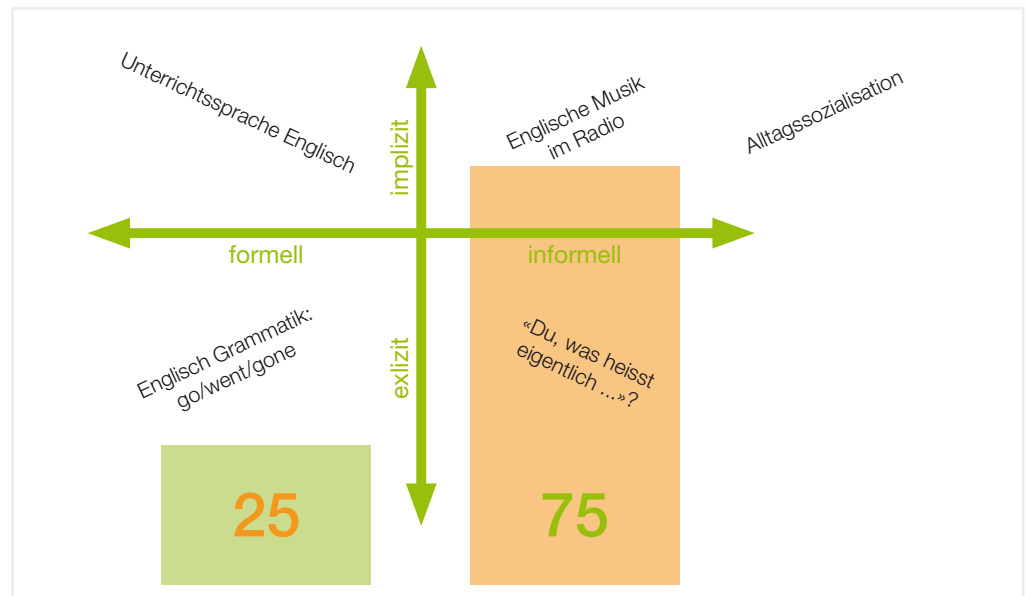 Unterrichtssprache Englisch
Englische Musik
im Radio
Alltagssozialisation
implizit
formell
informell
Englisch Grammatik:
go/went/gone
exlizit
«Du, was heisst
eigentlich ...»?
25
75